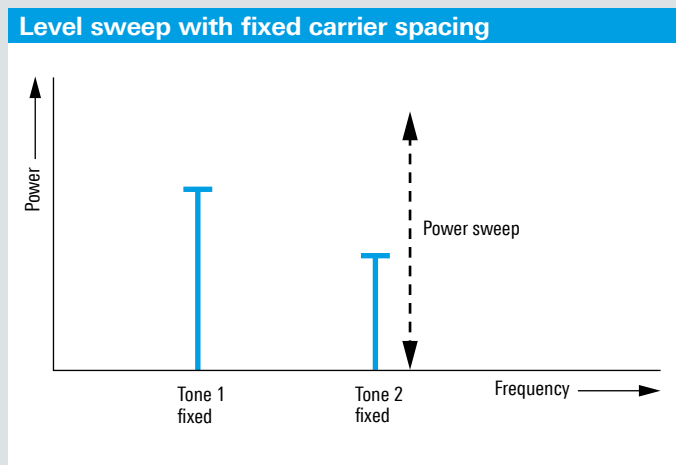 Level sweep with fixed carrier spacing
Power
Power sweep
Tone 1
fixed
Tone 2
fixed
Frequency